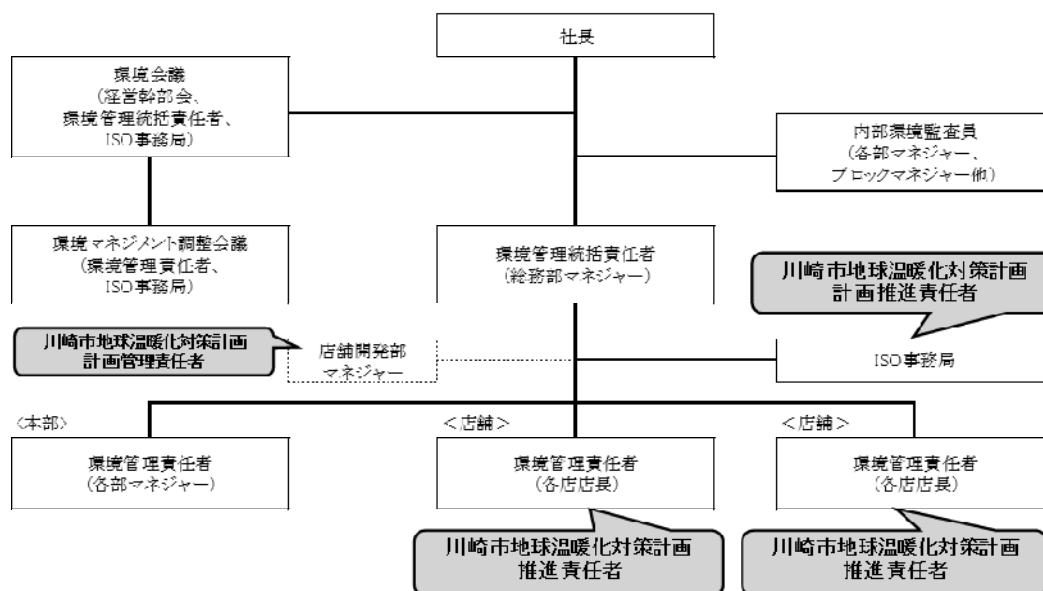 社長
環境会議
(経営幹部会、
環境管理統括責任者、
ISO事務局)
内部環境監査員
(各部マネジャー、
ブロックマネジャー他)
環境マネジメント調整会議
(環境管理責任者、
ISO事務局)
環境管理統括責任者
(総務部マネジャー)
川崎市地球温暖化対策計画
計画推進責任者
川崎市地球温暖化対策計画
計画管理責任者
店舗開発部
マネジャー
ISO事務局
<本部>
<店舗>
<店舗>
環境管理責任者
(各部マネジャー)
環境管理責任者
(各店店長)
環境管理責任者
(各店店長)
川崎市地球温暖化対策計画
推進責任者
川崎市地球温暖化対策計画
推進責任者